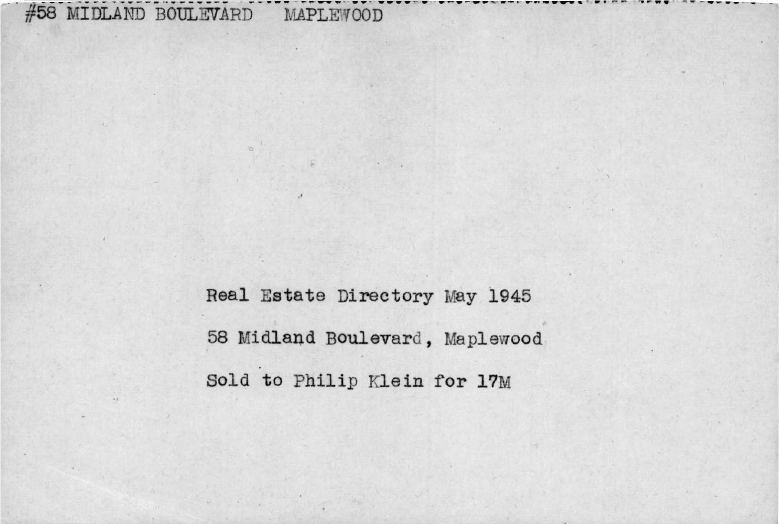 #58 MIDLAND BOULEVARD MAPLEWOOD
Real Estate Directory May 1945
58 Midland Boulevard, Maplewood
Sold to Philip Klein for 17M